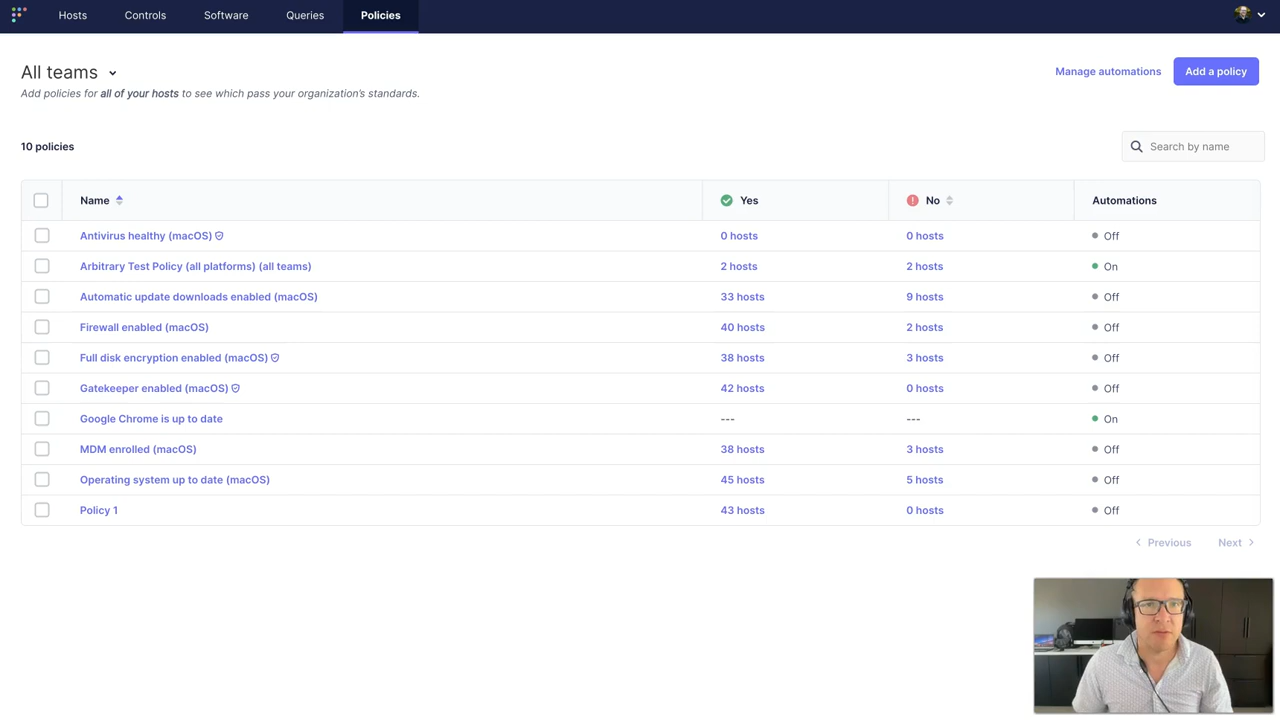 Hosts Controls Software Queries Policies
All teams
Manage automations Add a policy
Add policies for all of your hosts to see which pass your organization's standards.
10 policies
Search by name
Name Yes No Automations
Antivirus healthy (macOS) 0 hosts 0 hosts Off
Arbitrary Test Policy (all platforms) (all teams) 2 hosts 2 hosts On
Automatic update downloads enabled (macOS) 33 hosts 9 hosts Off
Firewall enabled (macOS) 40 hosts 2 hosts Off
Full disk encryption enabled (macOS) 38 hosts 3 hosts Off
Gatekeeper enabled (macOS) 42 hosts 0 hosts Off
Google Chrome is up to date --- --- On
MDM enrolled (macOS) 38 hosts 3 hosts Off
Operating system up to date (macOS) 45 hosts 5 hosts Off
Policy 1 43 hosts 0 hosts Off
Previous Next